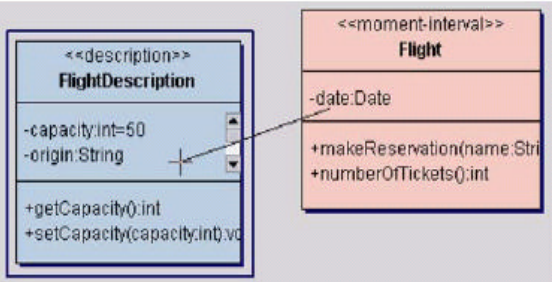 <<description>>
FlightDescription
-capacity:int=50
-origin:String
+getCapacity():int
+setCapacity(capacity:int):vo
<<moment-interval>>
Flight
-date:Date
+makeReservation(name:Stri
+numberOfTickets():int